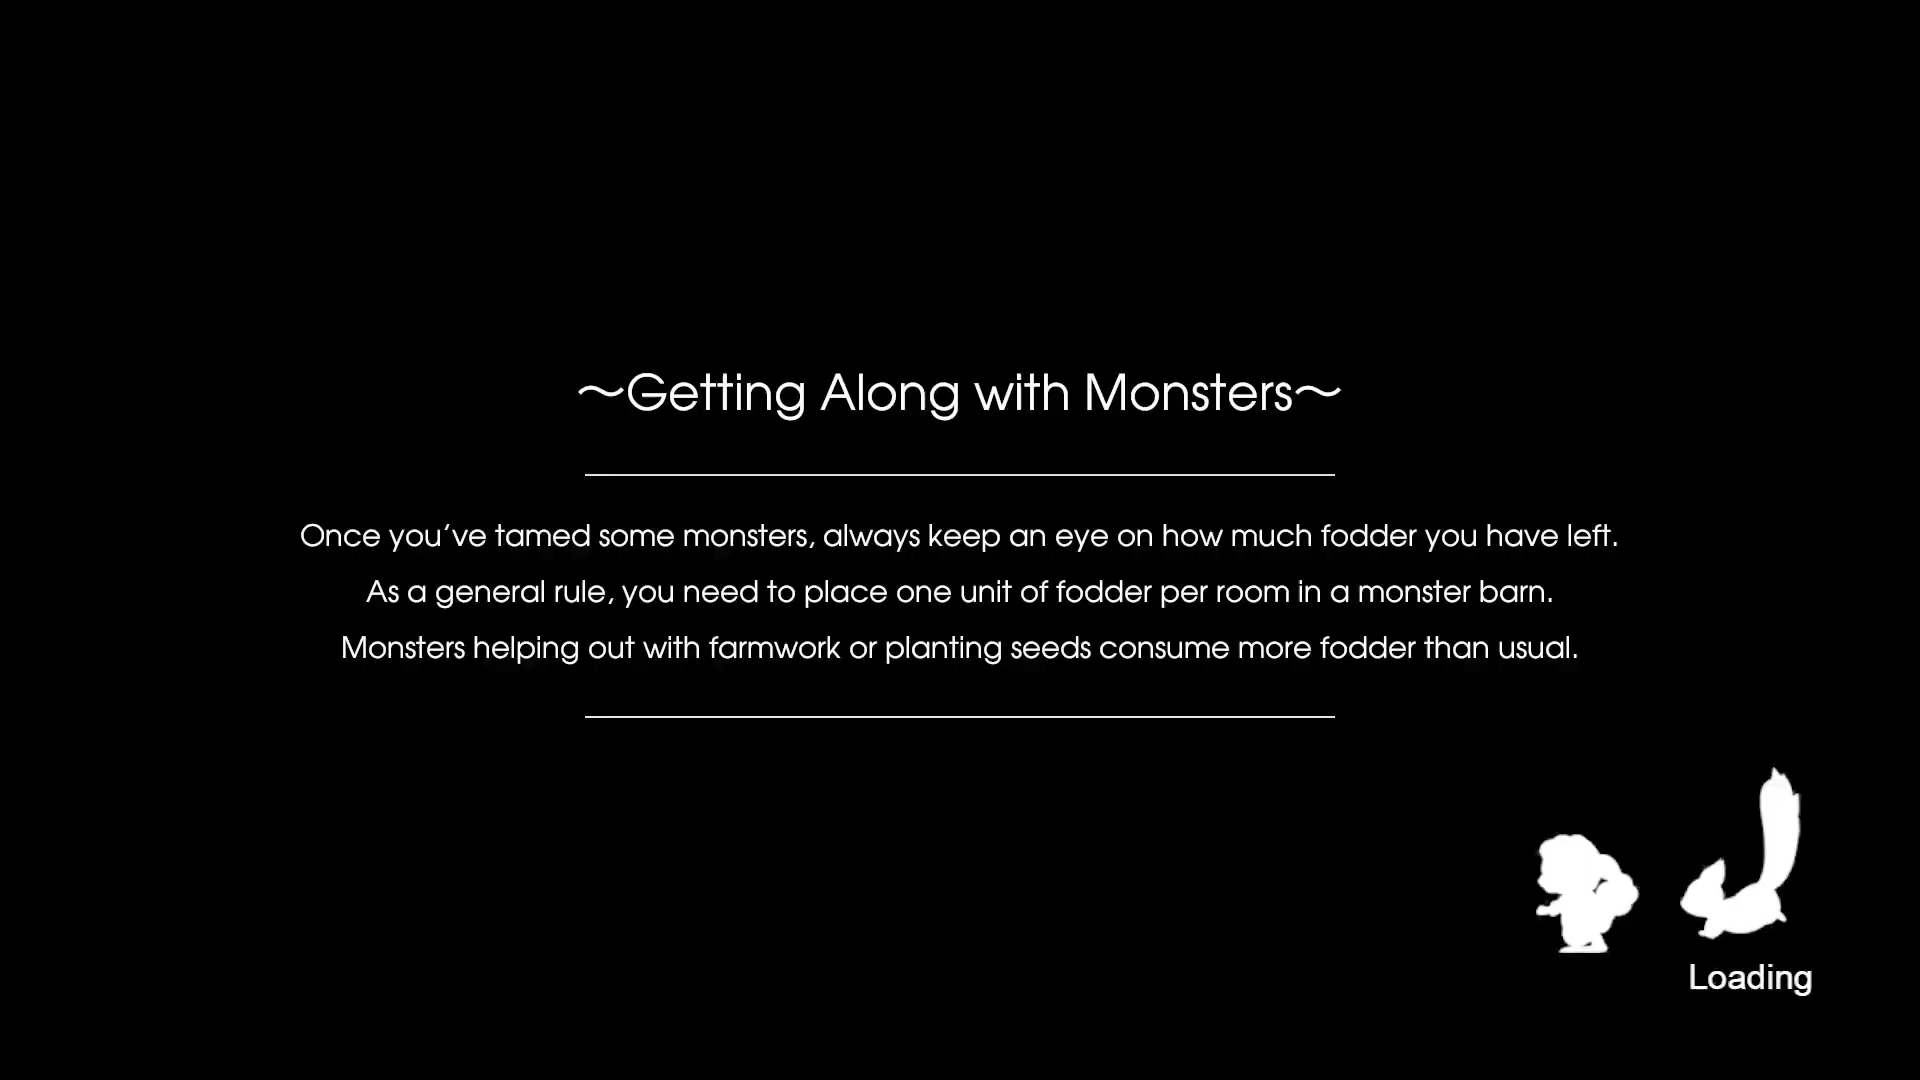 ～Getting Along with Monsters～
Once you've tamed some monsters, always keep an eye on how much fodder you have left.
As a general rule, you need to place one unit of fodder per room in a monster barn.
Monsters helping out with farmwork or planting seeds consume more fodder than usual.
Loading